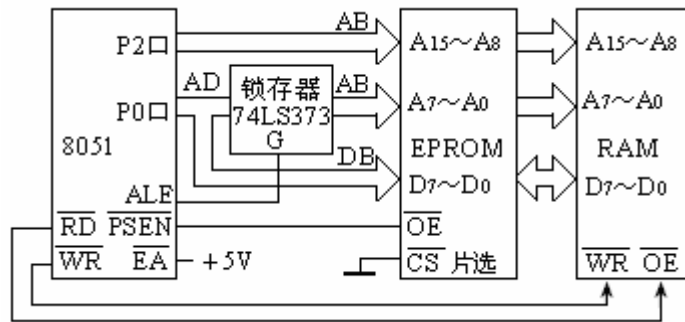 AB
P2口
A15～A8
A15～A8
AD
锁存器
AB
P0口
74LS373
A7～A0
A7～A0
G
8051
DB
EPROM
RAM
D7～D0
D7～D0
ALE
RD
PSEN
OE
WR
EA
+5V
CS 片选
WR OE